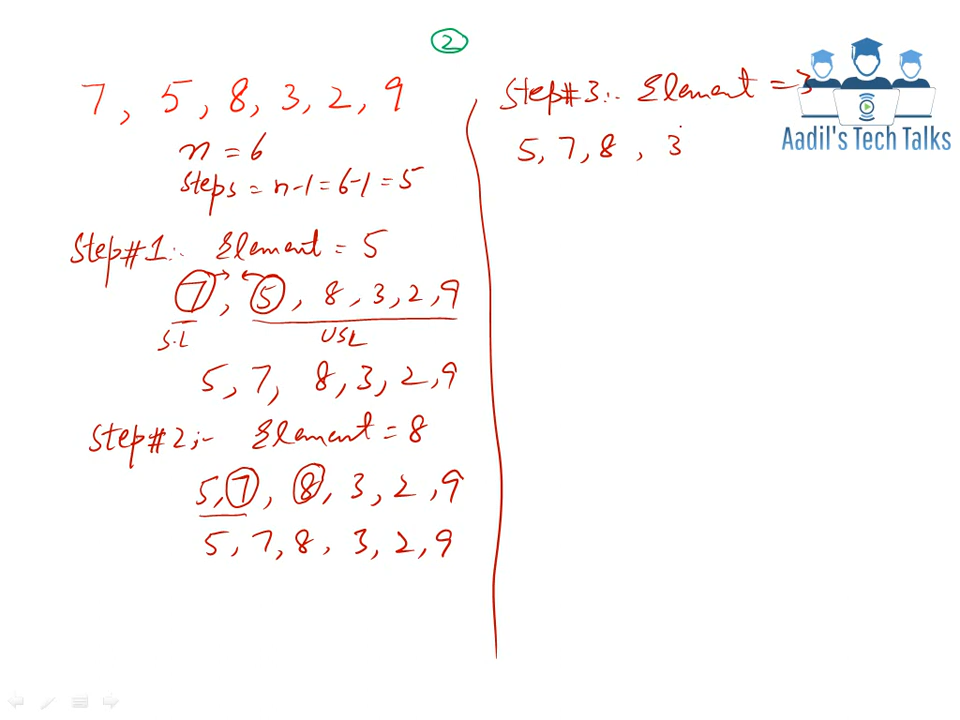 2
7, 5, 8, 3, 2, 9
n = 6
Steps = n-1 = 6-1 = 5
Step#1:- Element = 5
7, 5, 8, 3, 2, 9
S.L USL
5, 7, 8, 3, 2, 9
Step#2:- Element = 8
5, 7, 8, 3, 2, 9
5, 7, 8, 3, 2, 9
Step#3:- Element = 3
5, 7, 8, 3
Aadil's Tech Talks